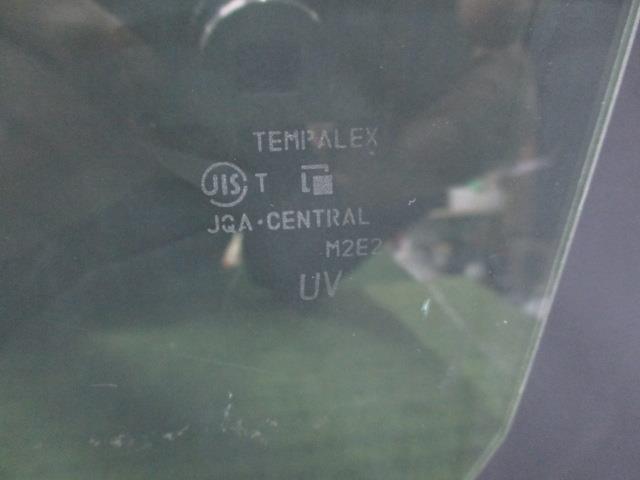 TEMPALEX
JIS T
JQA·CENTRAL
M2E2
UV